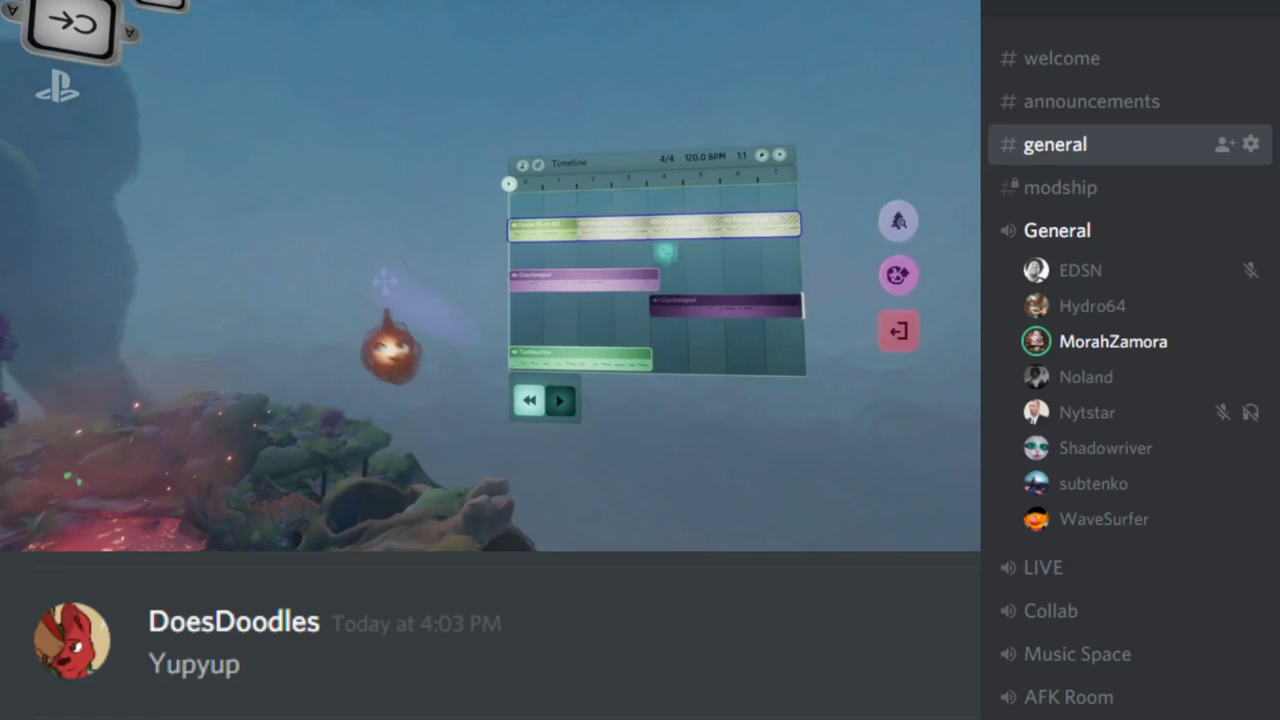 Timeline
4/4
120.0 BPM
1:1
Glockenspiel
Glockenspiel
Tambourine
DoesDoodles Today at 4:03 PM
Yupyup
# welcome
# announcements
# general
modship
General
EDSN
Hydro64
MorahZamora
Noland
Nytstar
Shadowriver
subtenko
WaveSurfer
LIVE
Collab
Music Space
AFK Room